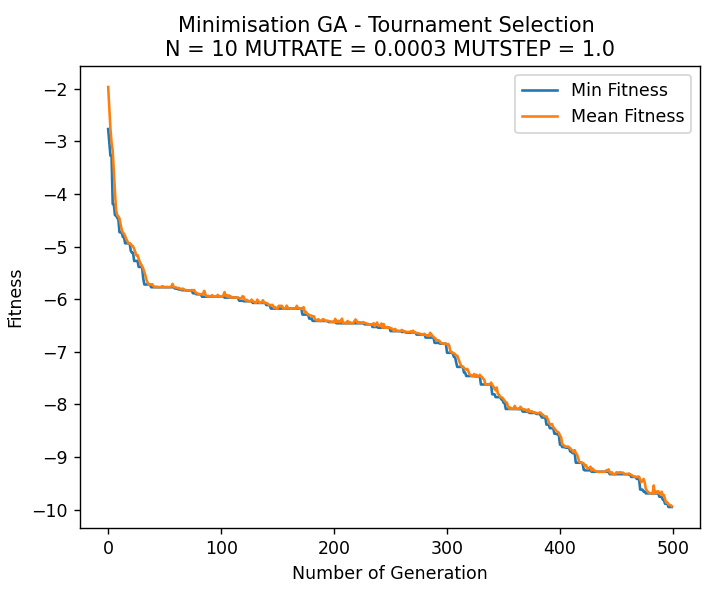 Minimisation GA - Tournament Selection
N = 10 MUTRATE = 0.0003 MUTSTEP = 1.0
Min Fitness
Mean Fitness
Fitness
−2
−3
−4
−5
−6
−7
−8
−9
−10
0 100 200 300 400 500
Number of Generation